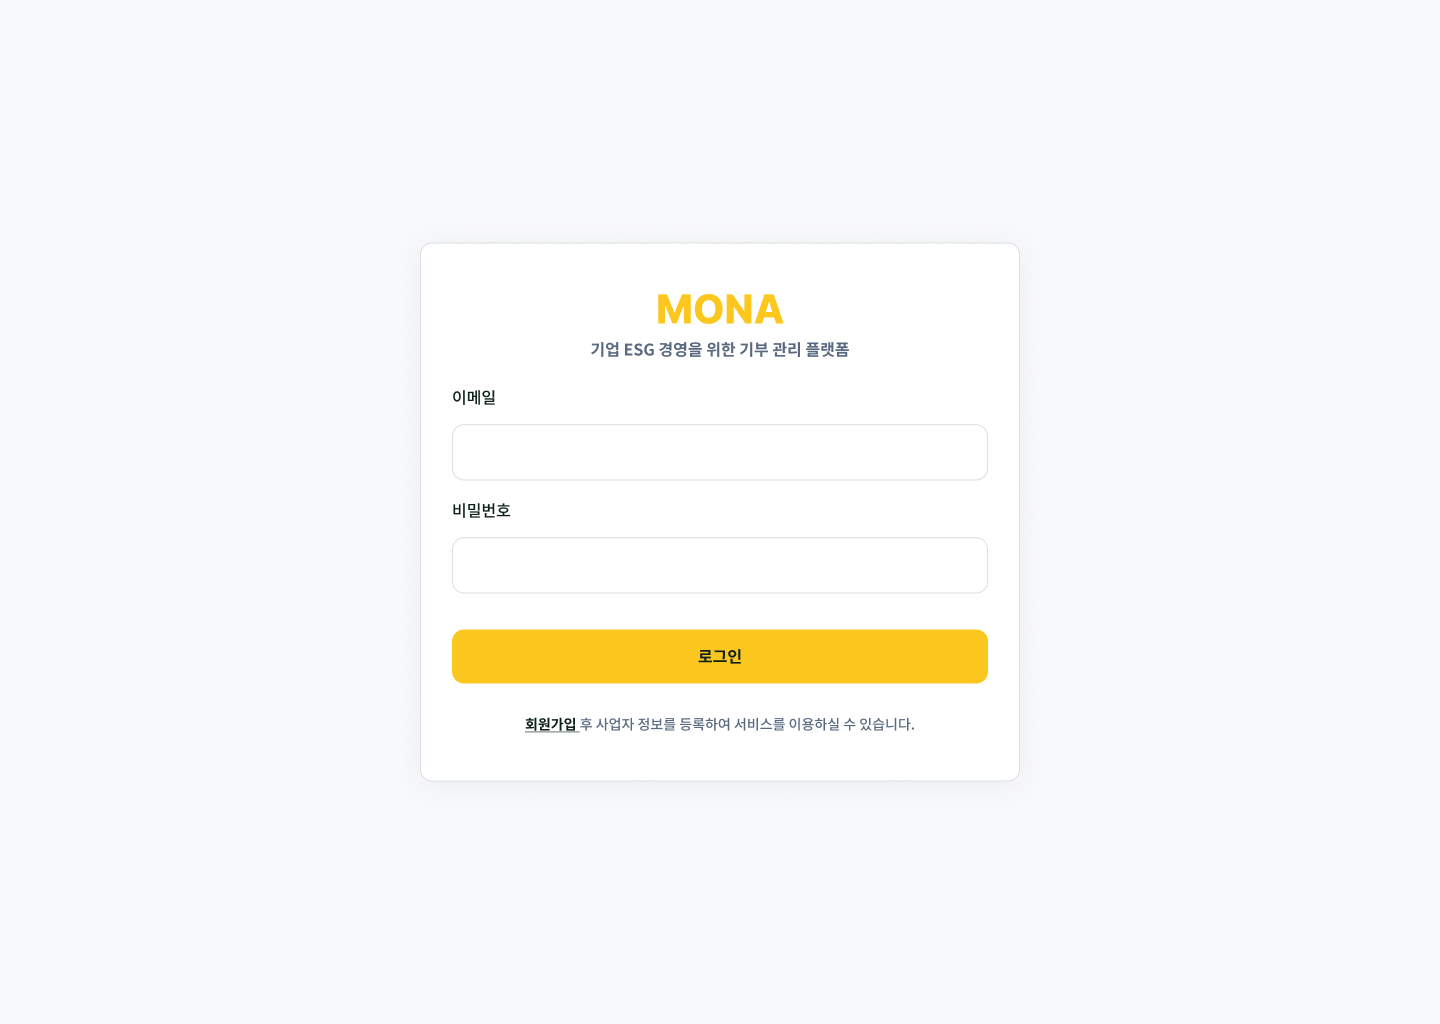 MONA
기업 ESG 경영을 위한 기부 관리 플랫폼
이메일
비밀번호
로그인
회원가입 후 사업자 정보를 등록하여 서비스를 이용하실 수 있습니다.